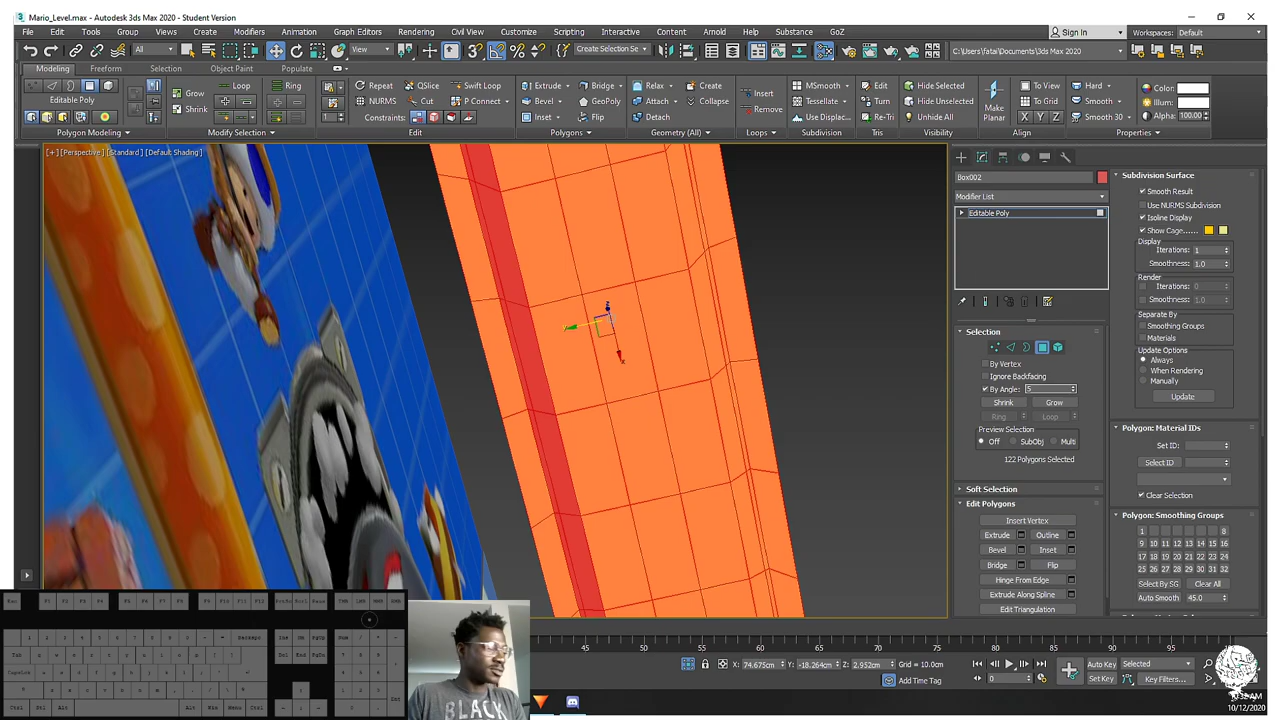 Mario_Level.max - Autodesk 3ds Max 2020 - Student Version
File Edit Tools Group Views Create Modifiers Animation Graph Editors Rendering Civil View Customize Scripting Interactive Content Arnold Help Substance GoZ
Sign In Workspaces: Default
All View Create Selection Se C:\Users\fatai\Documents\3ds Max 2020
Modeling Freeform Selection Object Paint Populate
Editable Poly
Polygon Modeling
Grow Loop Ring
Shrink
Modify Selection
Repeat QSlice Swift Loop
NURMS Cut P Connect
Constraints:
Edit
Extrude Bridge
Bevel GeoPoly
Inset Flip
Polygons
Relax Create
Attach Collapse
Detach
Geometry (All)
Insert
Remove
Loops
MSmooth
Tessellate
Use Displac...
Subdivision
Edit
Turn
Re-Tri
Tris
Hide Selected
Hide Unselected
Unhide All
Visibility
Make Planar
To View
To Grid
X Y Z
Align
Hard
Smooth
Smooth 30
Properties
Color:
Illum:
Alpha: 100.00
[+] [Perspective] [Standard] [Default Shading]
z
x
Box002
Modifier List
Editable Poly
Selection
By Vertex
Ignore Backfacing
By Angle: 5
Shrink Grow
Ring Loop
Preview Selection
Off SubObj Multi
122 Polygons Selected
Soft Selection
Edit Polygons
Insert Vertex
Extrude Outline
Bevel Inset
Bridge Flip
Hinge From Edge
Extrude Along Spline
Edit Triangulation
Subdivision Surface
Smooth Result
Use NURMS Subdivision
Isoline Display
Show Cage......
Display
Iterations: 1
Smoothness: 1.0
Render
Iterations: 0
Smoothness: 1.0
Separate By
Smoothing Groups
Materials
Update Options
Always
When Rendering
Manually
Update
Polygon: Material IDs
Set ID:
Select ID
Clear Selection
Polygon: Smoothing Groups
1 8
9 10 11 12 13 14 15 16
17 18 19 20 21 22 23 24
25 26 27 28 29 30 31 32
Select By SG Clear All
Auto Smooth 45.0
45 50 55 60 65 70 75 80 85 90 95
X: 74.675cm Y: -18.264cm Z: 2.952cm Grid = 10.0cm
Add Time Tag
0
Auto Key Selected
Set Key Key Filters...
10/12/2020
BLACK